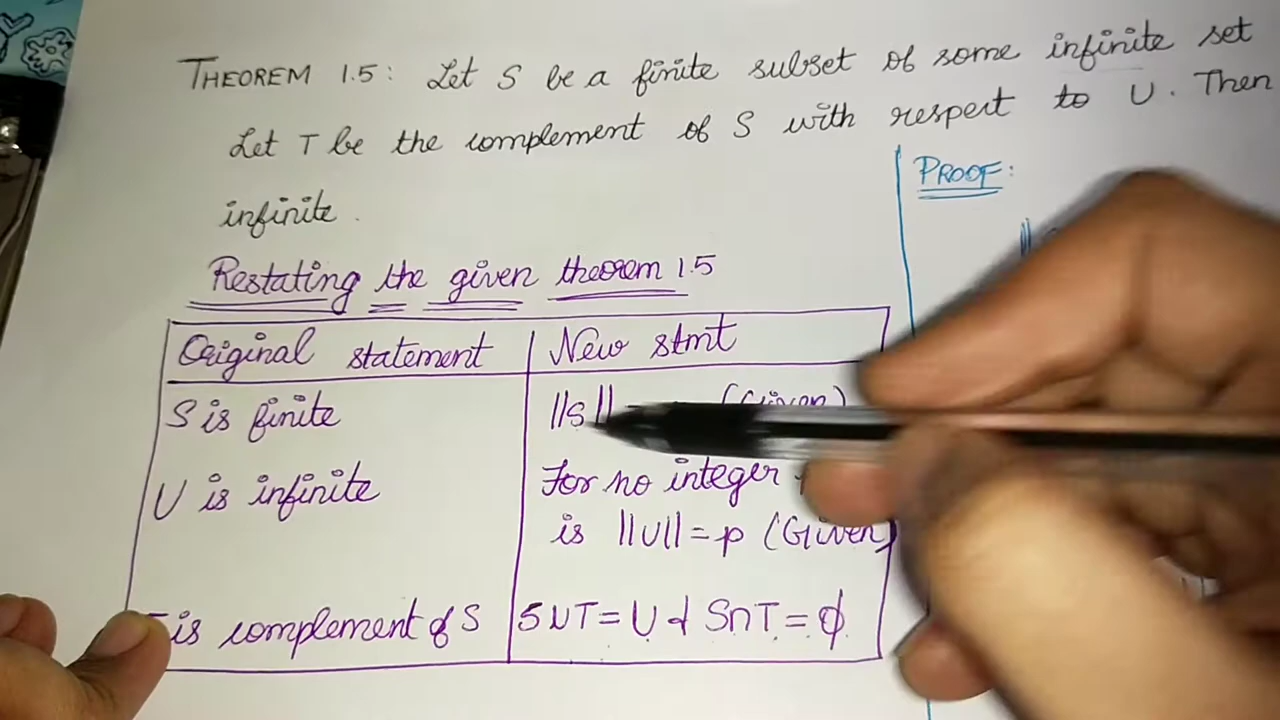 THEOREM 1.5: Let S be a finite subset of some infinite set
Let T be the complement of S with respect to U. Then
infinite.
PROOF:
Restating the given theorem 1.5
Original statement New stmt
S is finite ||S|| (Given)
U is infinite For no integer
is ||U|| = p (Given)
is complement of S S∪T = U & S∩T = ϕ